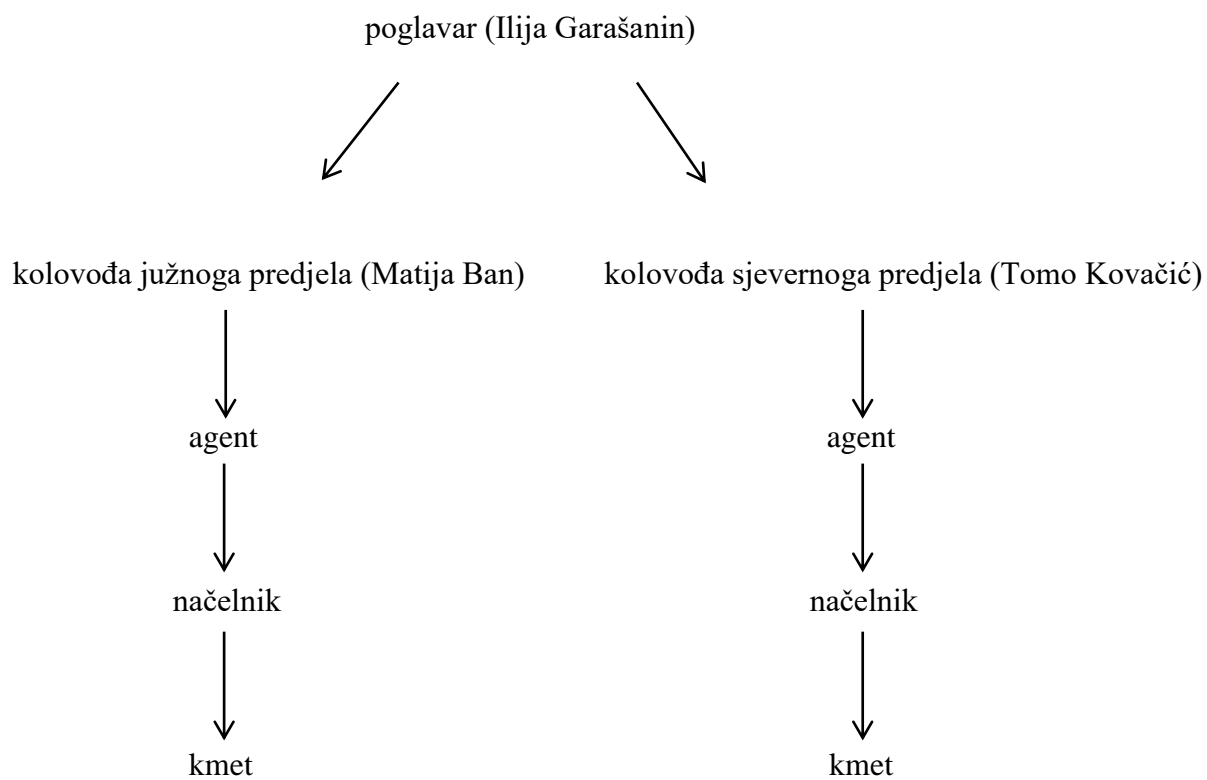 poglavar (Ilija Garašanin)
kolovođa južnoga predjela (Matija Ban) kolovođa sjevernoga predjela (Tomo Kovačić)
agent agent
načelnik načelnik
kmet kmet